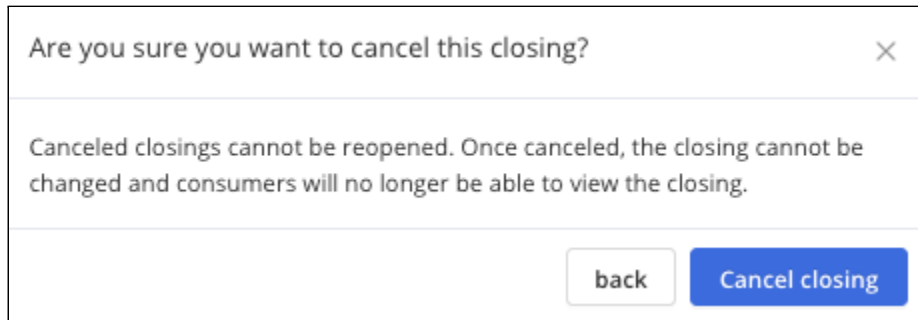 Are you sure you want to cancel this closing?
Canceled closings cannot be reopened. Once canceled, the closing cannot be
changed and consumers will no longer be able to view the closing.
back
Cancel closing